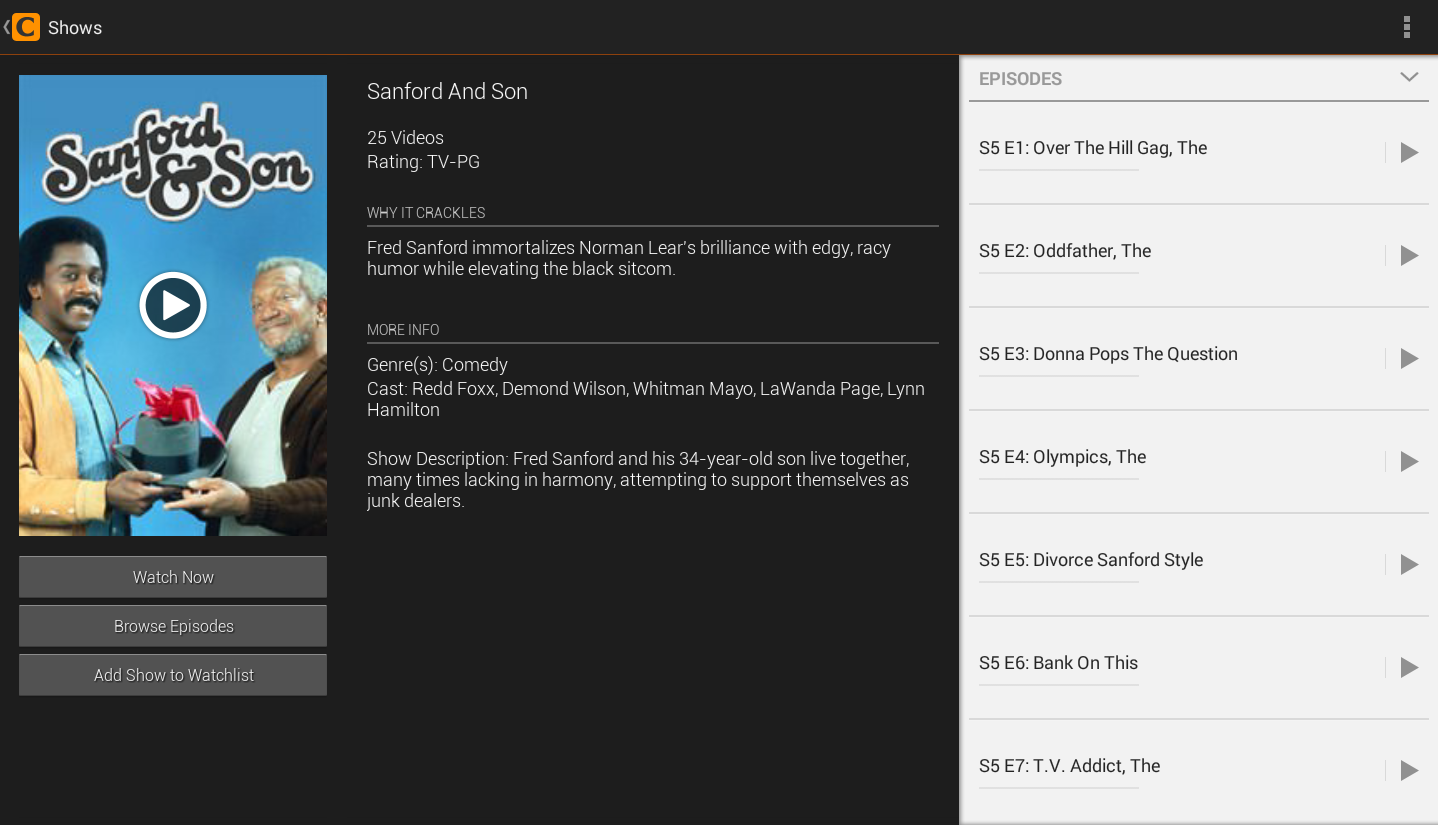 C Shows
Sanford
& Son
Watch Now
Browse Episodes
Add Show to Watchlist
Sanford And Son
25 Videos
Rating: TV-PG
WHY IT CRACKLES
Fred Sanford immortalizes Norman Lear's brilliance with edgy, racy
humor while elevating the black sitcom.
MORE INFO
Genre(s): Comedy
Cast: Redd Foxx, Demond Wilson, Whitman Mayo, LaWanda Page, Lynn
Hamilton
Show Description: Fred Sanford and his 34-year-old son live together,
many times lacking in harmony, attempting to support themselves as
junk dealers.
EPISODES
S5 E1: Over The Hill Gag, The
S5 E2: Oddfather, The
S5 E3: Donna Pops The Question
S5 E4: Olympics, The
S5 E5: Divorce Sanford Style
S5 E6: Bank On This
S5 E7: T.V. Addict, The